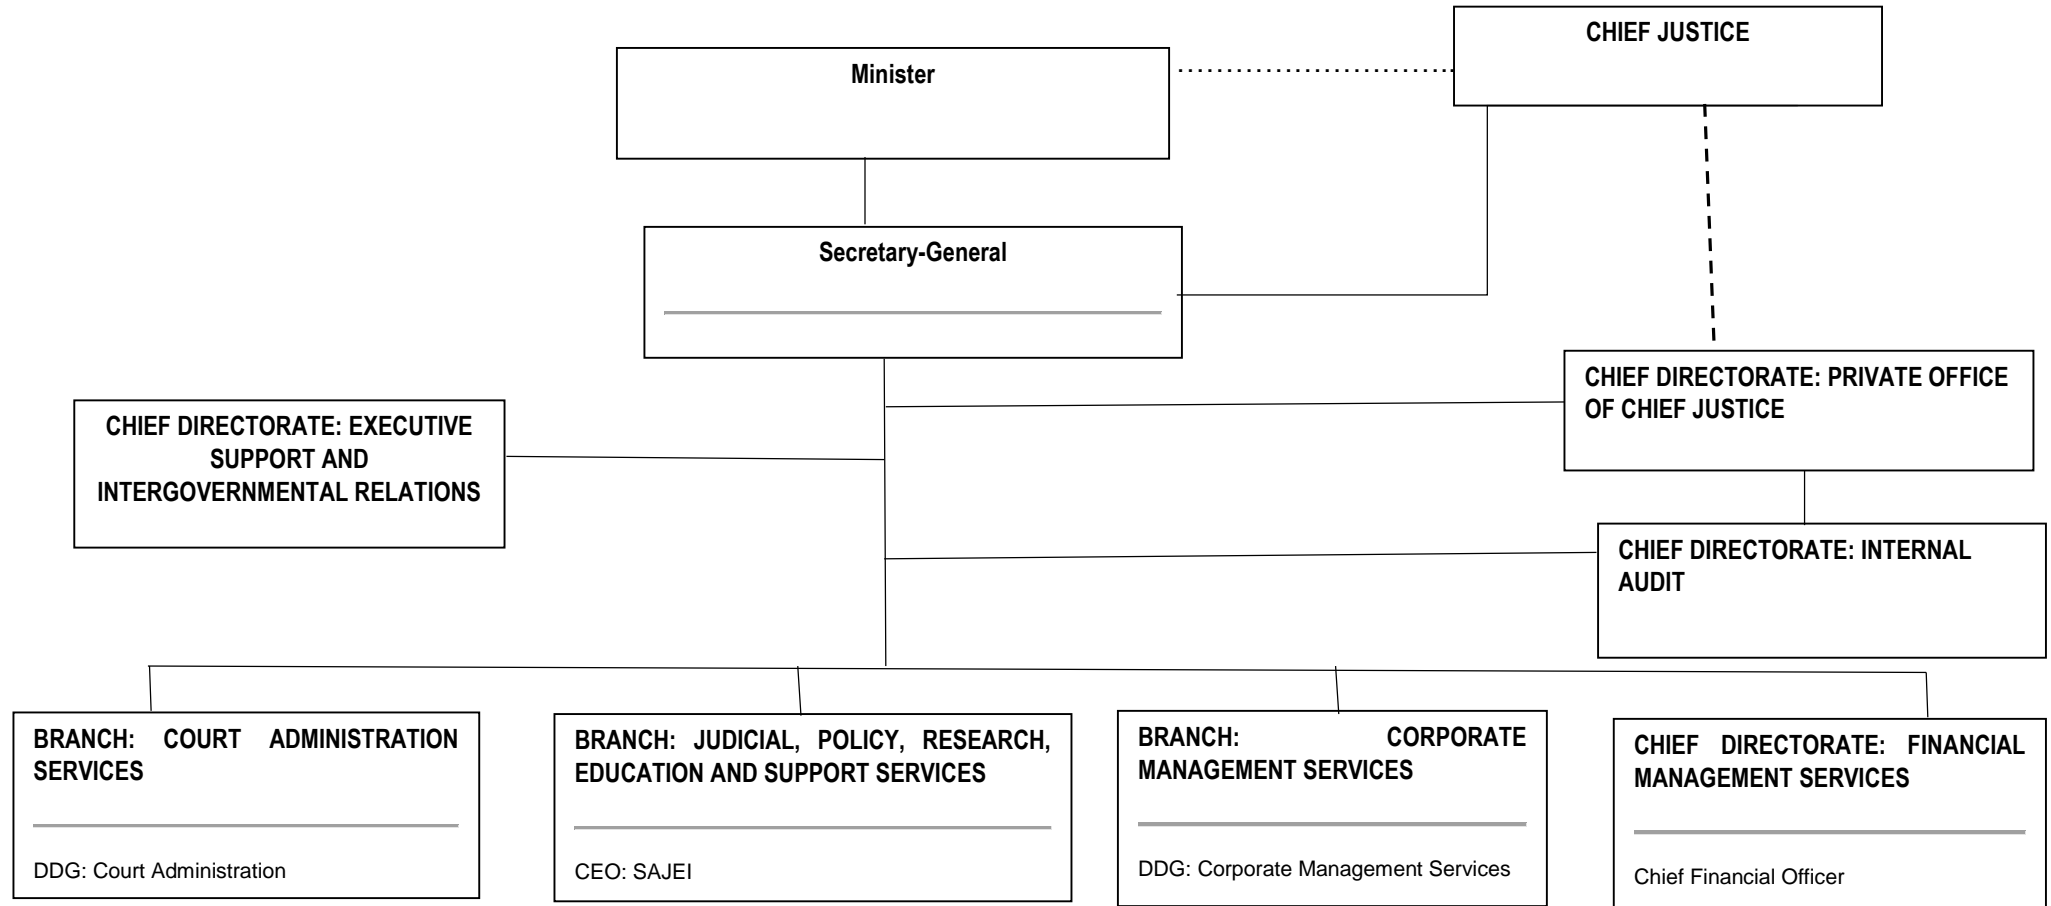 CHIEF JUSTICE
Minister
Secretary-General
CHIEF DIRECTORATE: PRIVATE OFFICE
OF CHIEF JUSTICE
CHIEF DIRECTORATE: EXECUTIVE
SUPPORT AND
INTERGOVERNMENTAL RELATIONS
CHIEF DIRECTORATE: INTERNAL
AUDIT
BRANCH: COURT ADMINISTRATION
SERVICES
DDG: Court Administration
BRANCH: JUDICIAL, POLICY, RESEARCH,
EDUCATION AND SUPPORT SERVICES
CEO: SAJEI
BRANCH: CORPORATE
MANAGEMENT SERVICES
DDG: Corporate Management Services
CHIEF DIRECTORATE: FINANCIAL
MANAGEMENT SERVICES
Chief Financial Officer